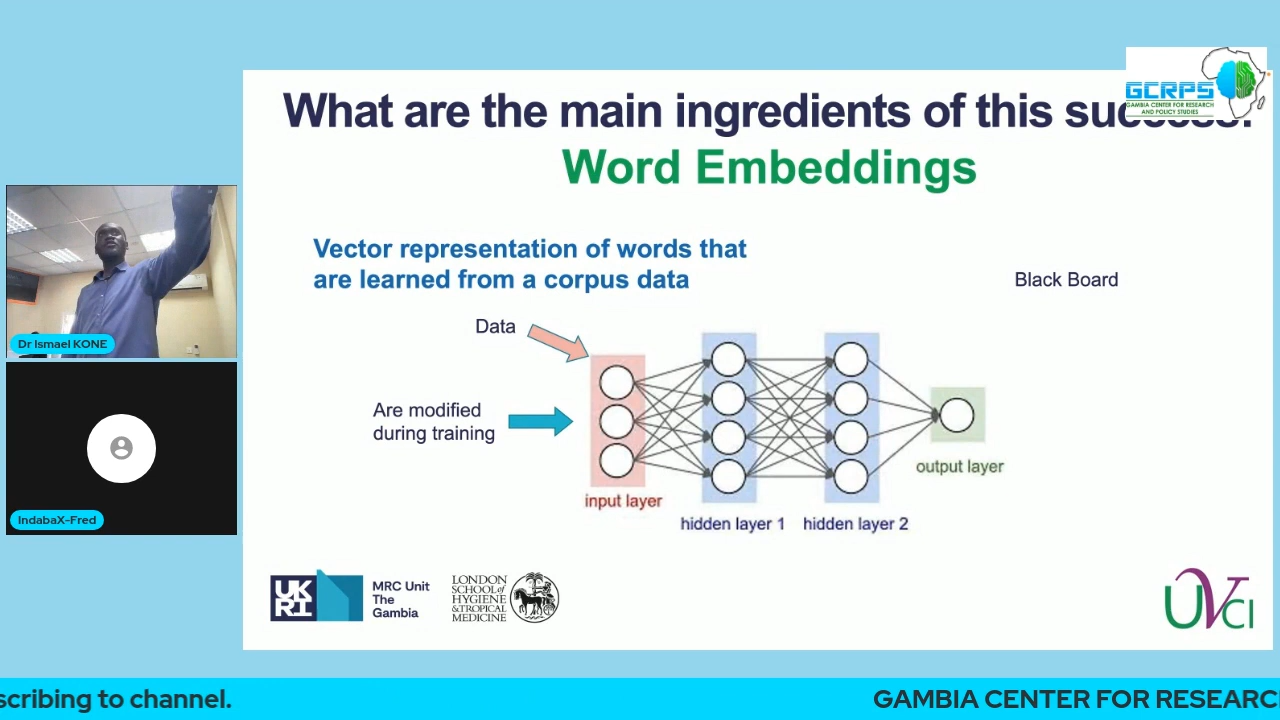 What are the main ingredients of this
Word Embeddings
GCRPS
GAMBIA CENTER FOR RESEARCH
AND POLICY STUDIES
Vector representation of words that
are learned from a corpus data
Black Board
Data
Are modified
during training
input layer
hidden layer 1
hidden layer 2
output layer
Dr Ismael KONE
IndabaX-Fred
UK
RI
MRC Unit
The
Gambia
LONDON
SCHOOL of
HYGIENE
& TROPICAL
MEDICINE
UVCI
scribing to channel.
GAMBIA CENTER FOR RESEARC